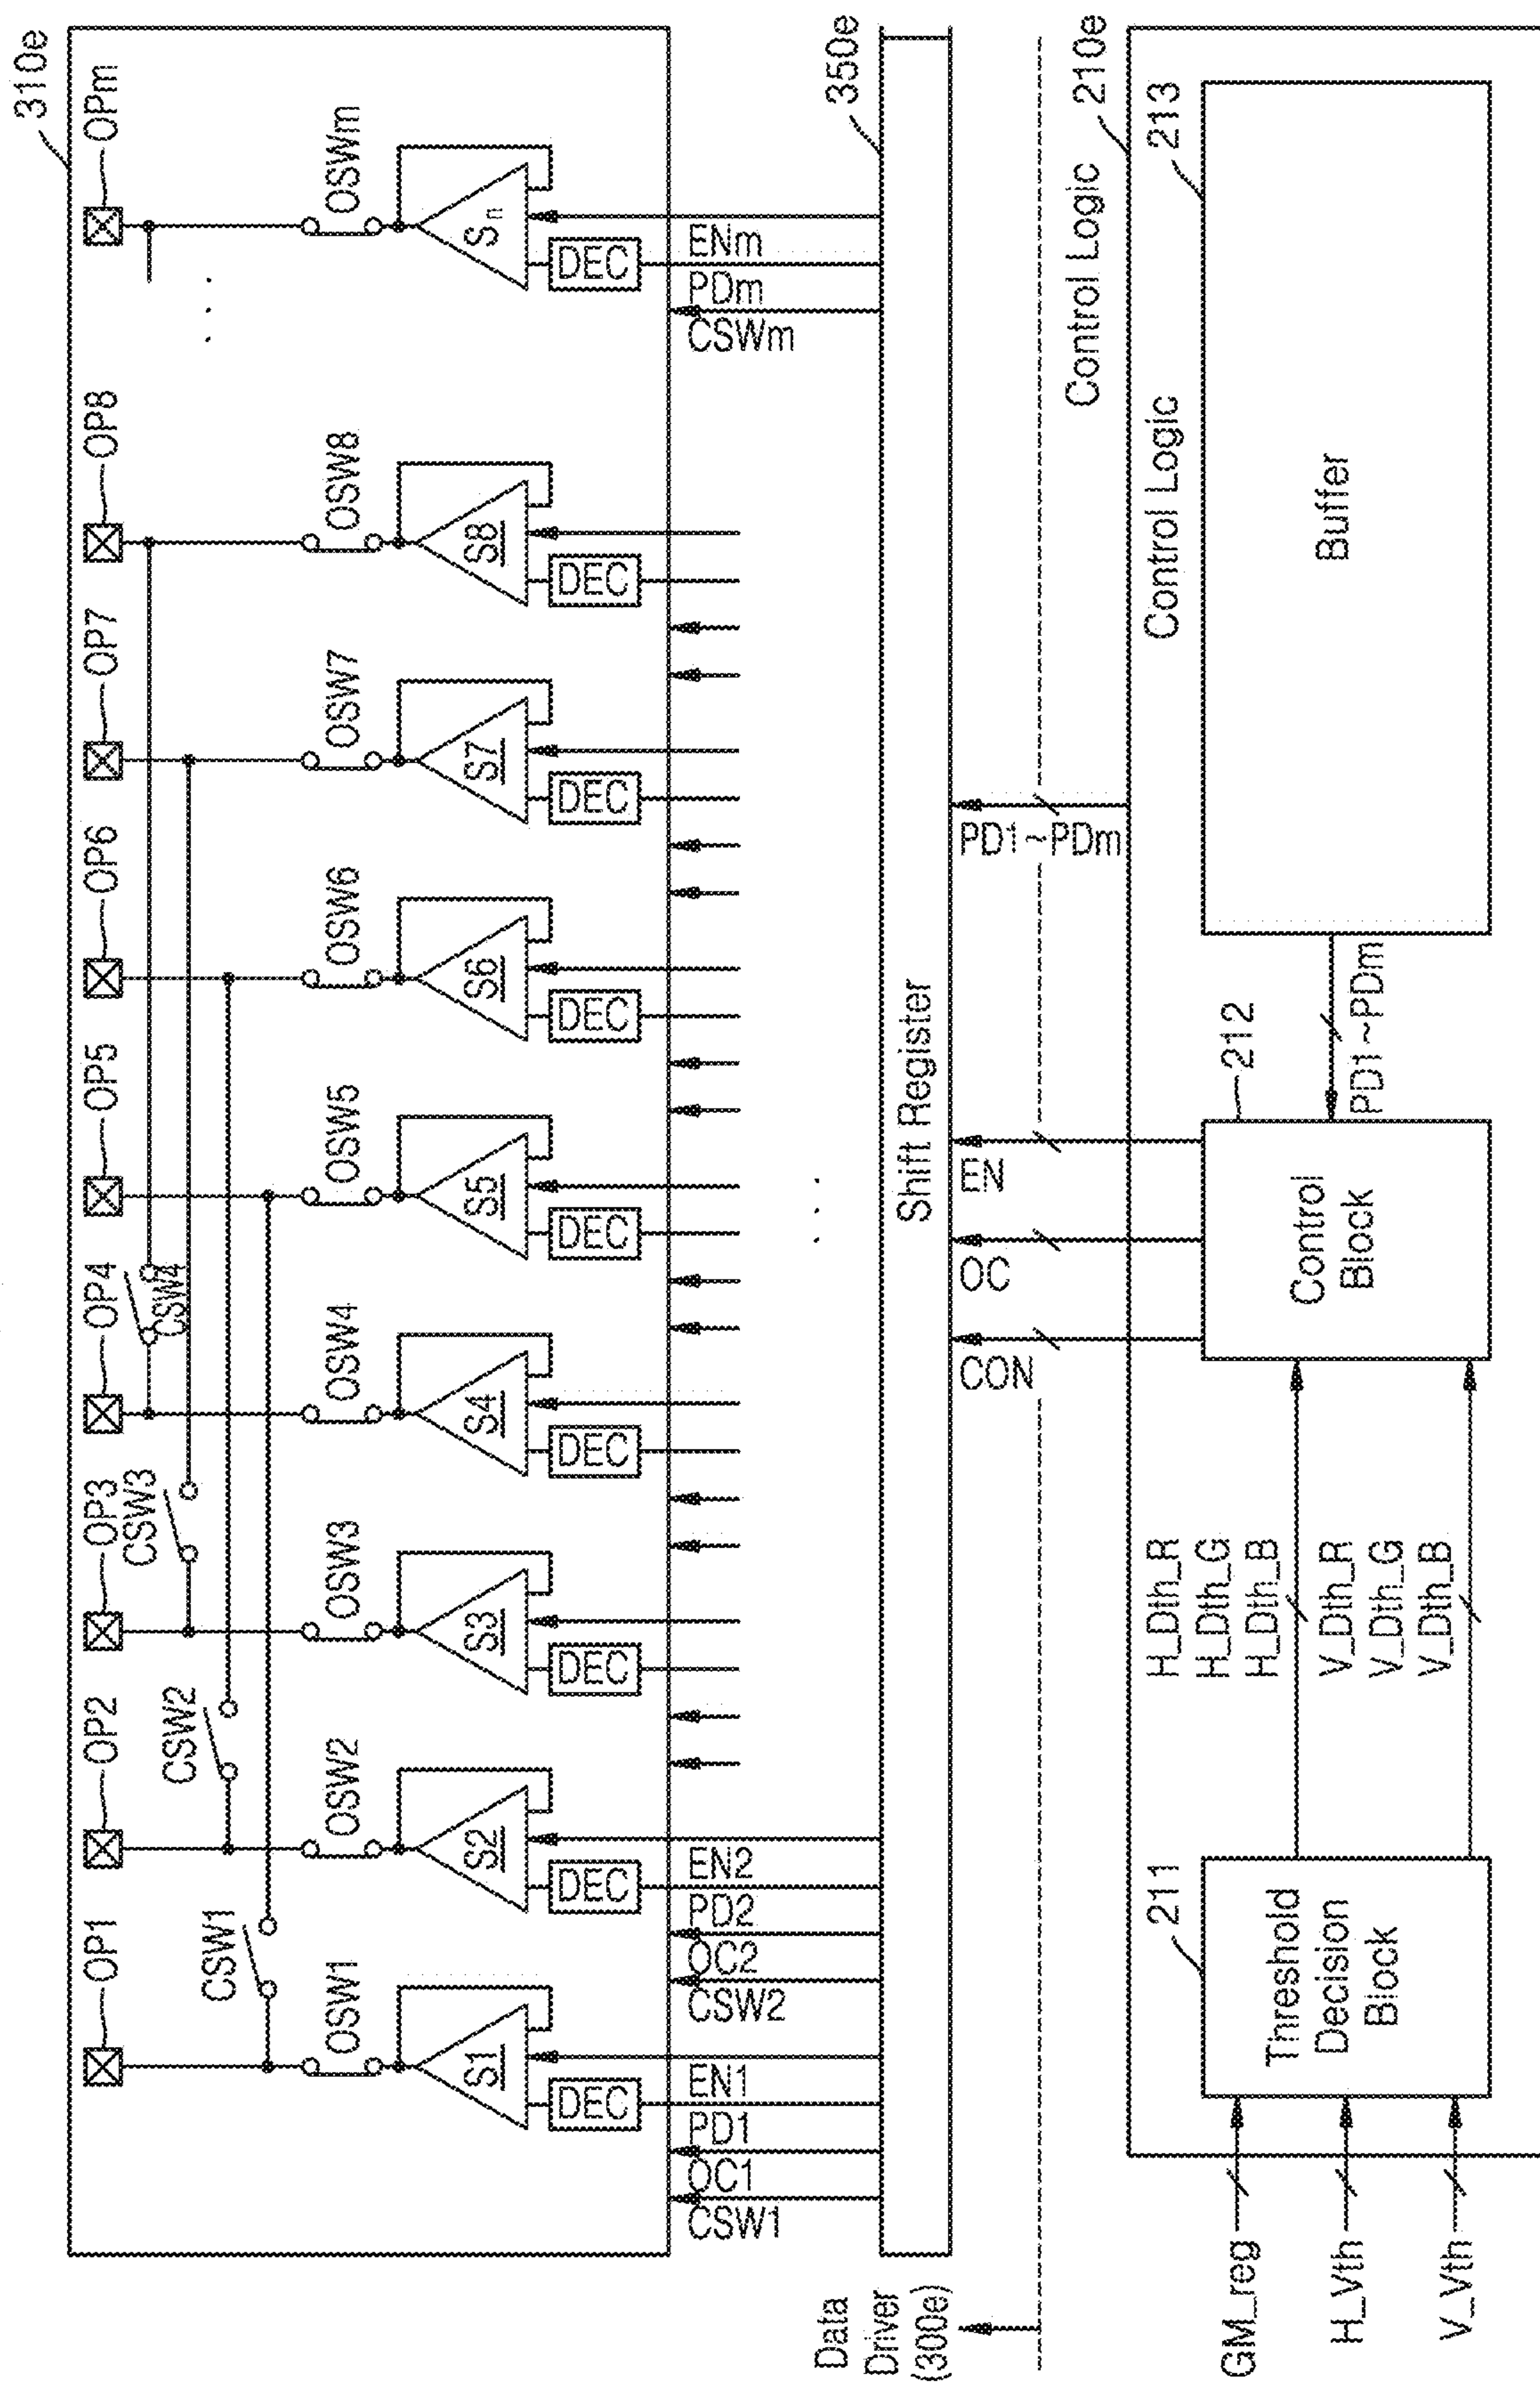 310e
OP1
OP2
OP3
OP4
OP5
OP6
OP7
OP8
OPm
CSW1
CSW2
CSW3
CSW4
OSW1
OSW2
OSW3
OSW4
OSW5
OSW6
OSW7
OSW8
OSWm
S1
S2
S3
S4
S5
S6
S7
S8
Sn
DEC
DEC
DEC
DEC
DEC
DEC
DEC
DEC
DEC
CSW1
OC1
PD1
EN1
CSW2
OC2
PD2
EN2
CSWm
PDm
ENm
. . .
. . .
350e
Shift Register
Data
Driver
(300e)
CON
OC
EN
PD1~PDm
Control Logic
210e
Control Logic
GM_reg
H_Vth
V_Vth
211
Threshold
Decision
Block
H_Dth_R
H_Dth_G
H_Dth_B
V_Dth_R
V_Dth_G
V_Dth_B
212
Control
Block
PD1~PDm
213
Buffer